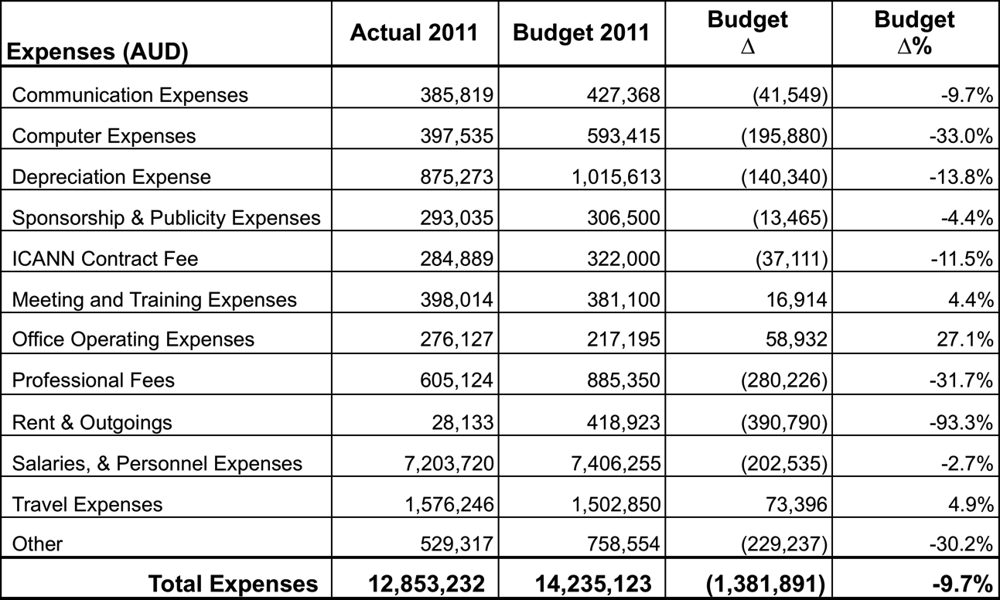 Expenses (AUD) Actual 2011 Budget 2011 Budget Δ Budget Δ%
Communication Expenses 385,819 427,368 (41,549) -9.7%
Computer Expenses 397,535 593,415 (195,880) -33.0%
Depreciation Expense 875,273 1,015,613 (140,340) -13.8%
Sponsorship & Publicity Expenses 293,035 306,500 (13,465) -4.4%
ICANN Contract Fee 284,889 322,000 (37,111) -11.5%
Meeting and Training Expenses 398,014 381,100 16,914 4.4%
Office Operating Expenses 276,127 217,195 58,932 27.1%
Professional Fees 605,124 885,350 (280,226) -31.7%
Rent & Outgoings 28,133 418,923 (390,790) -93.3%
Salaries, & Personnel Expenses 7,203,720 7,406,255 (202,535) -2.7%
Travel Expenses 1,576,246 1,502,850 73,396 4.9%
Other 529,317 758,554 (229,237) -30.2%
Total Expenses 12,853,232 14,235,123 (1,381,891) -9.7%